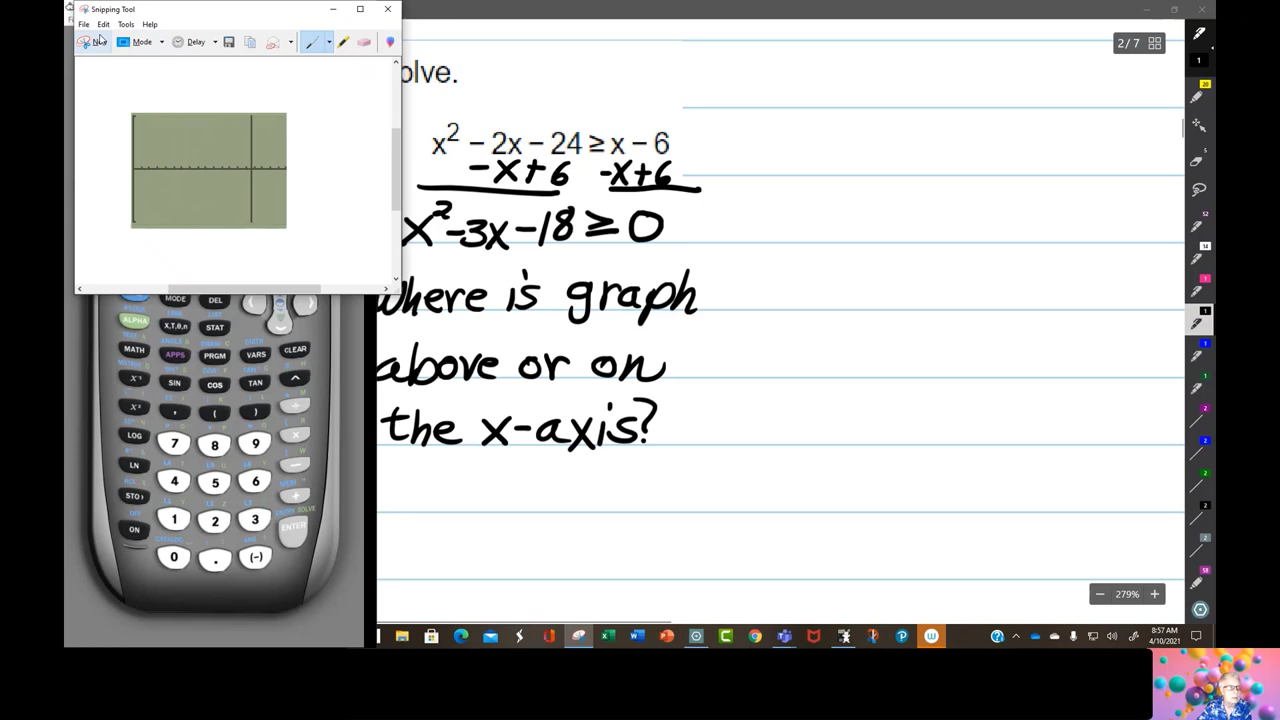 Snipping Tool
File Edit Tools Help
Mode Delay
2/7
olve.
x² − 2x − 24 ≥ x − 6
-x+6 -x+6
x²-3x-18≥0
where is graph
above or on
the x-axis?
MODE DEL
ALPHA X,T,θ,n STAT
MATH APPS PRGM VARS CLEAR
SIN COS TAN ^
, ( )
LOG 7 8 9
LN 4 5 6
STO› 1 2 3
ON 0 . (-) ENTER
279%
8:57 AM
4/10/2021